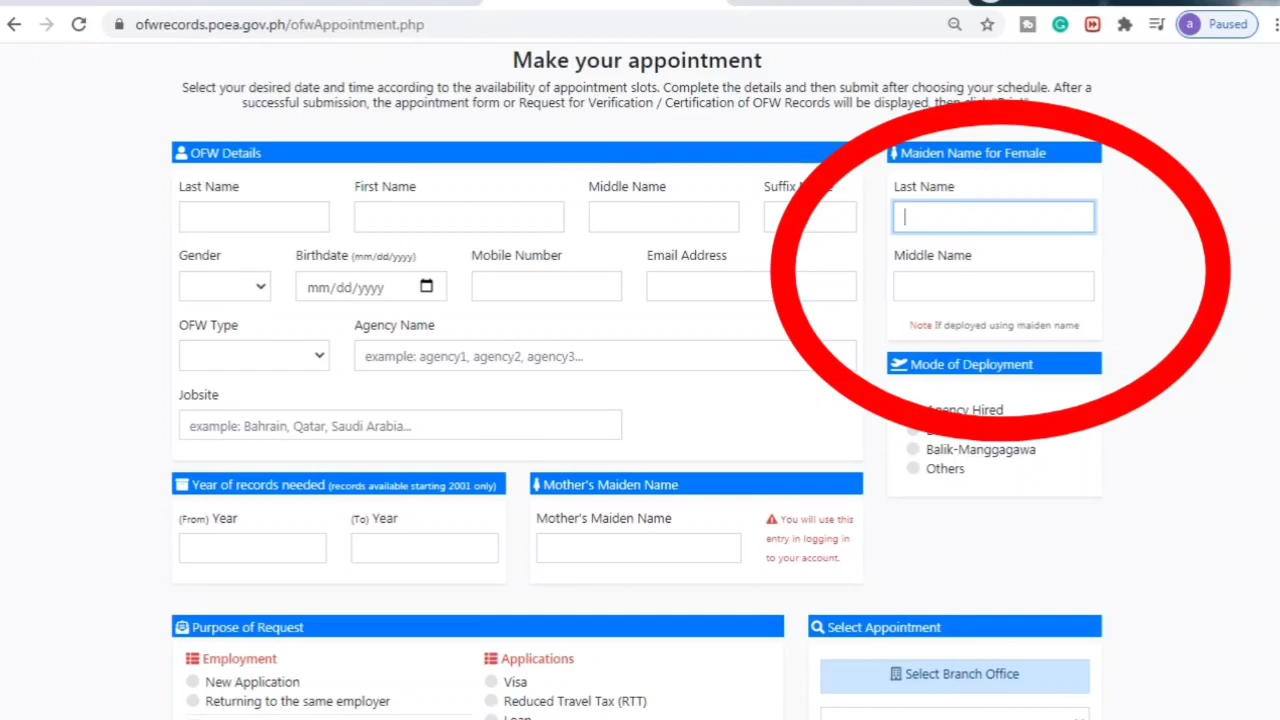 ofwrecords.poea.gov.ph/ofwAppointment.php
a
Paused
Make your appointment
Select your desired date and time according to the availability of appointment slots. Complete the details and then submit after choosing your schedule. After a
successful submission, the appointment form or Request for Verification / Certification of OFW Records will be displayed, then click "Print"
OFW Details
Last Name
First Name
Middle Name
Suffix
Gender
Birthdate (mm/dd/yyyy)
mm/dd/yyyy
Mobile Number
Email Address
OFW Type
Agency Name
example: agency1, agency2, agency3...
Jobsite
example: Bahrain, Qatar, Saudi Arabia...
Maiden Name for Female
Last Name
Middle Name
Note If deployed using maiden name
Mode of Deployment
Agency Hired
Balik-Manggagawa
Others
Year of records needed (records available starting 2001 only)
(From) Year
(To) Year
Mother's Maiden Name
Mother's Maiden Name
You will use this
entry in logging in
to your account.
Purpose of Request
Employment
New Application
Returning to the same employer
Applications
Visa
Reduced Travel Tax (RTT)
Loan
Select Appointment
Select Branch Office